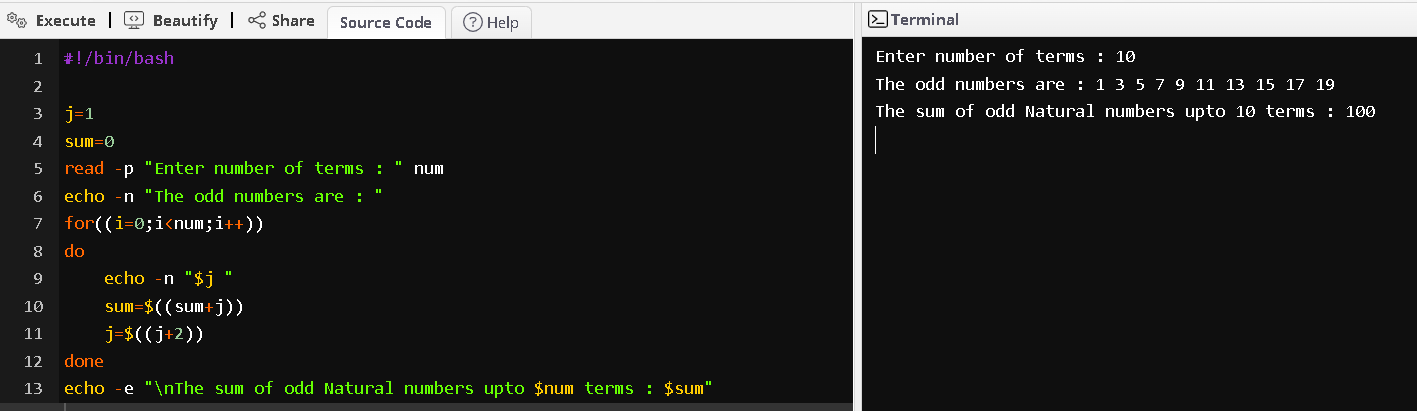 Execute | Beautify | Share Source Code Help
1 #!/bin/bash
2
3 j=1
4 sum=0
5 read -p "Enter number of terms : " num
6 echo -n "The odd numbers are : "
7 for((i=0;i<num;i++))
8 do
9     echo -n "$j "
10     sum=$((sum+j))
11     j=$((j+2))
12 done
13 echo -e "\nThe sum of odd Natural numbers upto $num terms : $sum"
Terminal
Enter number of terms : 10
The odd numbers are : 1 3 5 7 9 11 13 15 17 19
The sum of odd Natural numbers upto 10 terms : 100